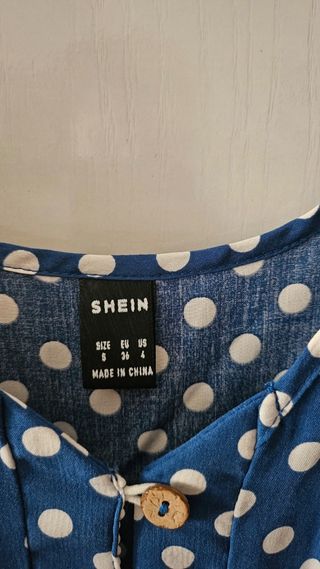 SHEIN
SIZE EU US
S 36 4
MADE IN CHINA